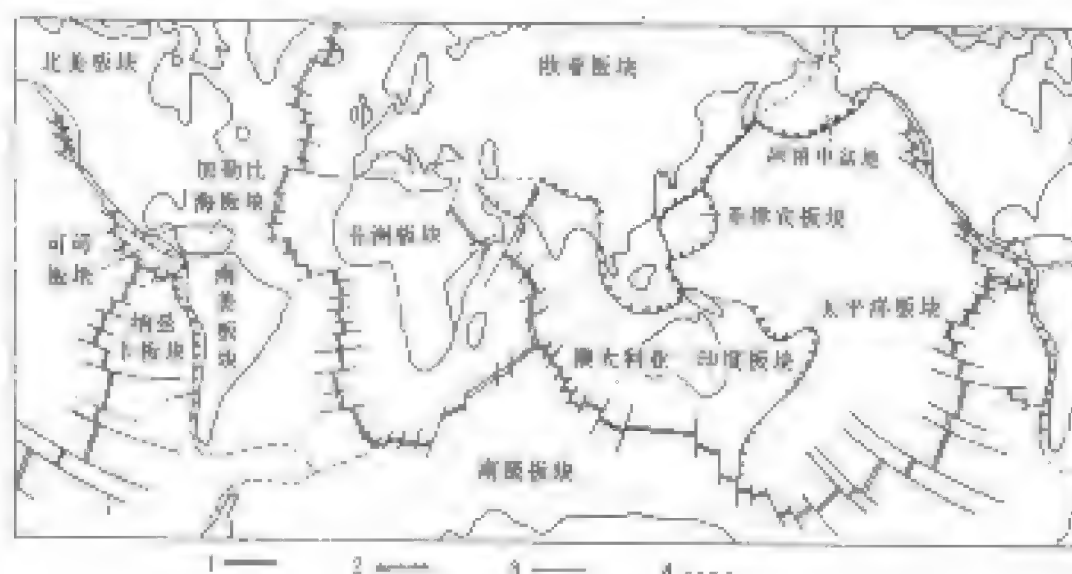 北美板块
欧亚板块
加勒比
海板块
非洲板块
菲律宾板块
可可
板块
南美板块
太平洋板块
纳兹
卡板块
澳大利亚 印度板块
南极板块
1
2
3
4